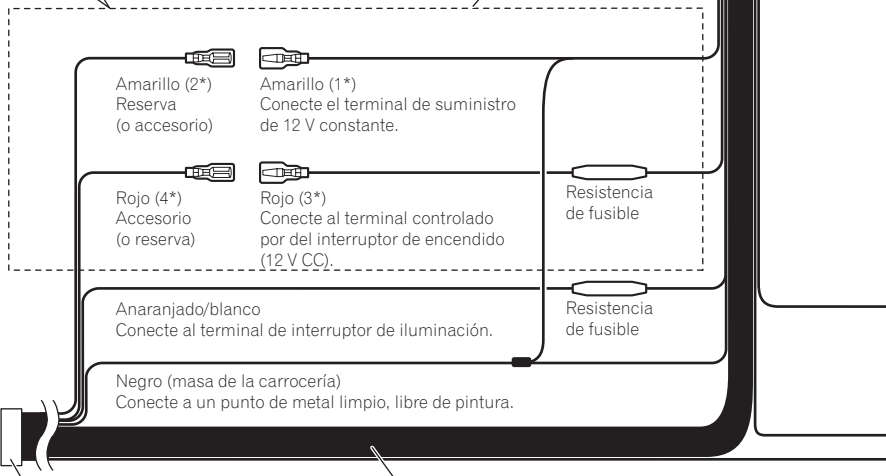 Amarillo (2*)
Reserva
(o accesorio)
Amarillo (1*)
Conecte el terminal de suministro
de 12 V constante.
Rojo (4*)
Accesorio
(o reserva)
Rojo (3*)
Conecte al terminal controlado
por del interruptor de encendido
(12 V CC).
Resistencia
de fusible
Anaranjado/blanco
Conecte al terminal de interruptor de iluminación.
Resistencia
de fusible
Negro (masa de la carrocería)
Conecte a un punto de metal limpio, libre de pintura.